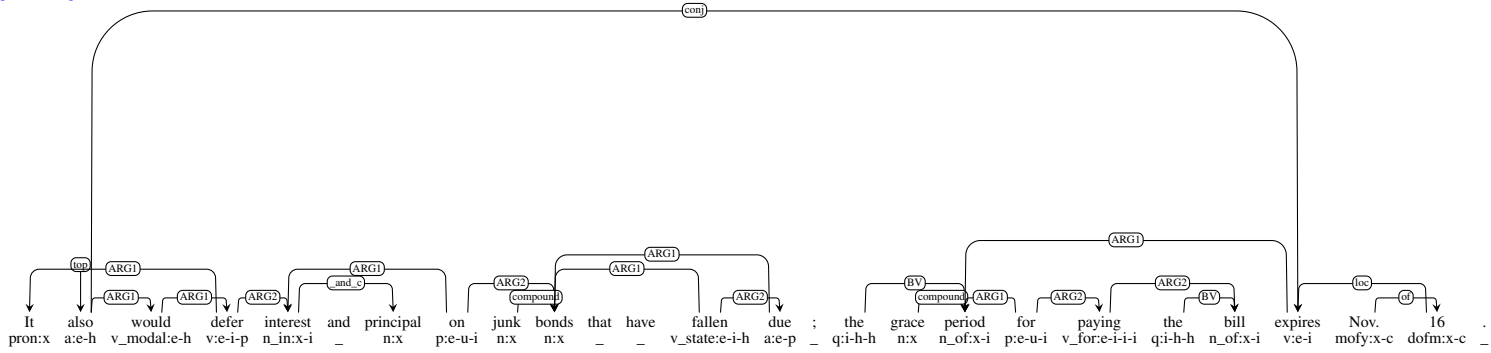 conj
ARG1
top ARG1 ARG1 ARG1 loc
_and_c ARG2 BV ARG2
ARG1 ARG1 ARG2 compound ARG2 compound ARG1 ARG2 BV of
It also would defer interest and principal on junk bonds that have fallen due ; the grace period for paying the bill expires Nov. 16 .
pron:x a:e-h v_modal:e-h v:e-i-p n_in:x-i _ n:x p:e-u-i n:x n:x _ _ v_state:e-i-h a:e-p _ q:i-h-h n:x n_of:x-i p:e-u-i v_for:e-i-i-i q:i-h-h n_of:x-i v:e-i mofy:x-c dofm:x-c _